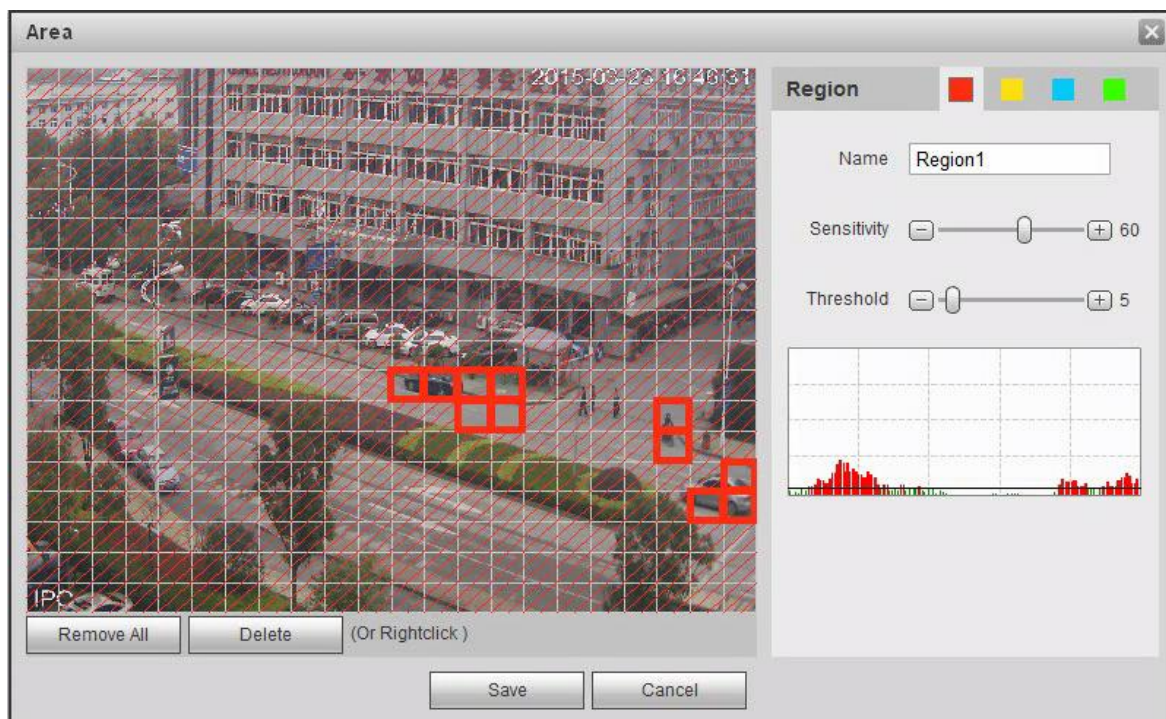 Area
2015-03-23 16:46:31
Region
Name Region1
Sensitivity 60
Threshold 5
IPC
Remove All Delete (Or Rightclick )
Save Cancel